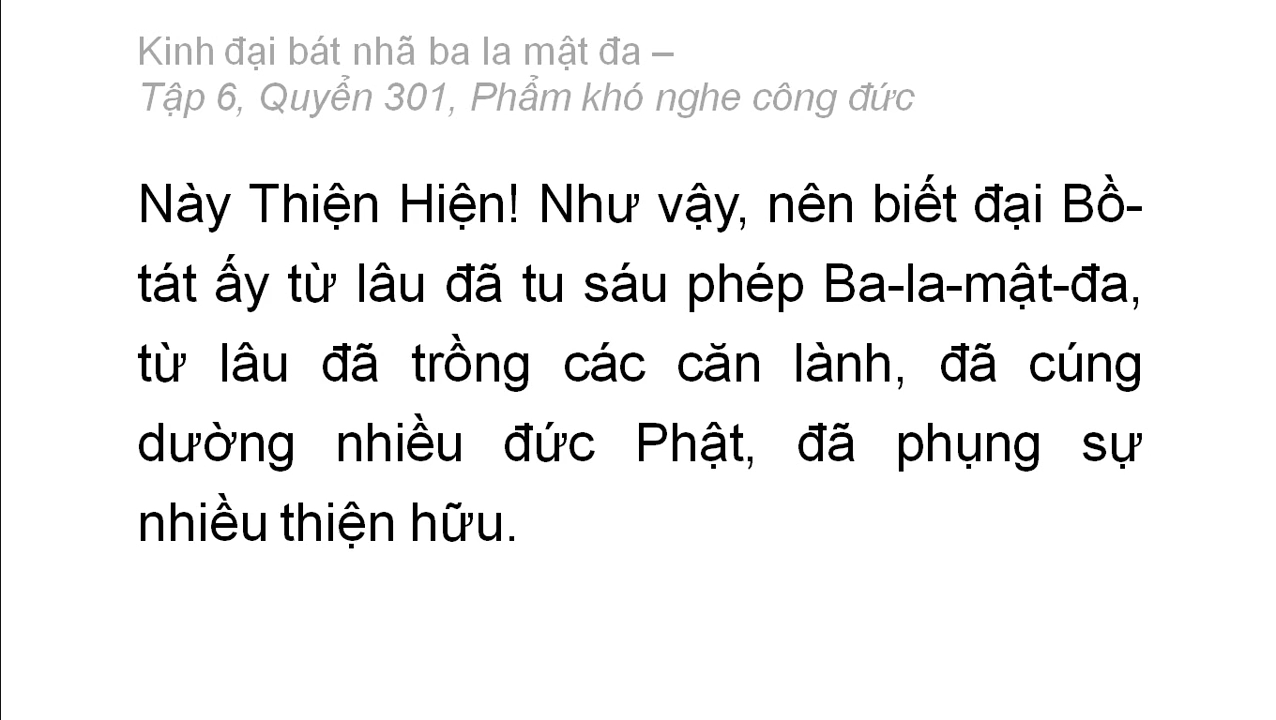 Kinh đại bát nhã ba la mật đa –
Tập 6, Quyển 301, Phẩm khó nghe công đức
Này Thiện Hiện! Như vậy, nên biết đại Bồ-
tát ấy từ lâu đã tu sáu phép Ba-la-mật-đa,
từ lâu đã trồng các căn lành, đã cúng
dường nhiều đức Phật, đã phụng sự
nhiều thiện hữu.